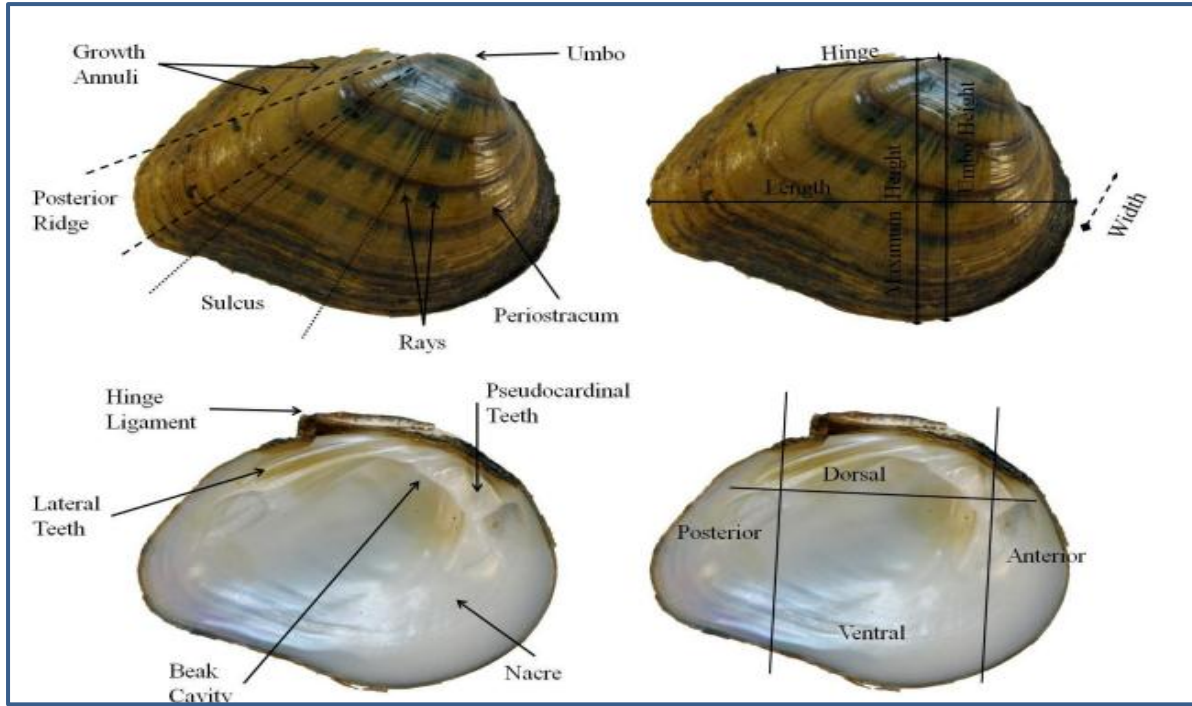 Growth
Annuli
Umbo
Posterior
Ridge
Sulcus
Rays
Periostracum
Hinge
Length
Maximun Height
Umbo Height
Width
Hinge
Ligament
Pseudocardinal
Teeth
Lateral
Teeth
Beak
Cavity
Nacre
Dorsal
Posterior
Anterior
Ventral